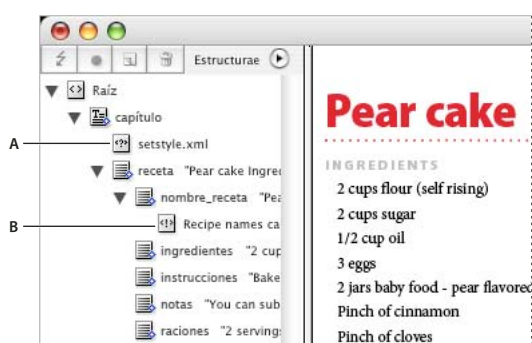 Estructurae
Raíz
capítulo
A
setstyle.xml
receta "Pear cake Ingre
nombre_receta "Pea
B
Recipe names ca
ingredientes "2 cup
instrucciones "Bake
notas "You can sub
raciones "2 serving
Pear cake
INGREDIENTS
2 cups flour (self rising)
2 cups sugar
1/2 cup oil
3 eggs
2 jars baby food - pear flavored
Pinch of cinnamon
Pinch of cloves